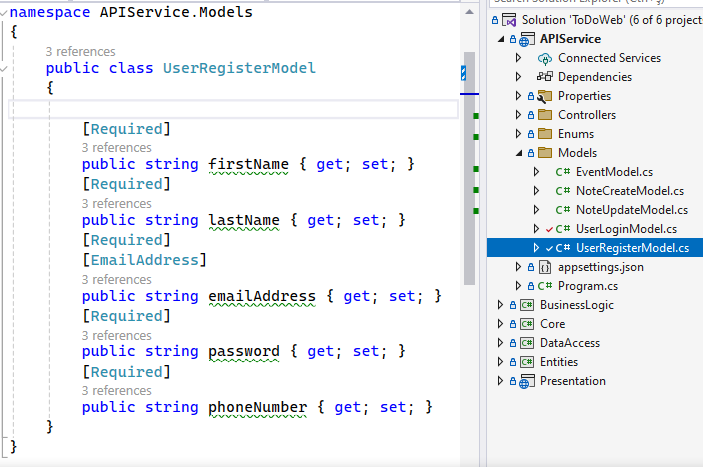 namespace APIService.Models
{
3 references
public class UserRegisterModel
{
[Required]
3 references
public string firstName { get; set; }
[Required]
3 references
public string lastName { get; set; }
[Required]
[EmailAddress]
3 references
public string emailAddress { get; set; }
[Required]
3 references
public string password { get; set; }
[Required]
3 references
public string phoneNumber { get; set; }
}
}
Solution 'ToDoWeb' (6 of 6 project
APIService
Connected Services
Dependencies
Properties
Controllers
Enums
Models
C# EventModel.cs
C# NoteCreateModel.cs
C# NoteUpdateModel.cs
C# UserLoginModel.cs
C# UserRegisterModel.cs
appsettings.json
C# Program.cs
C# BusinessLogic
C# Core
C# DataAccess
C# Entities
Presentation